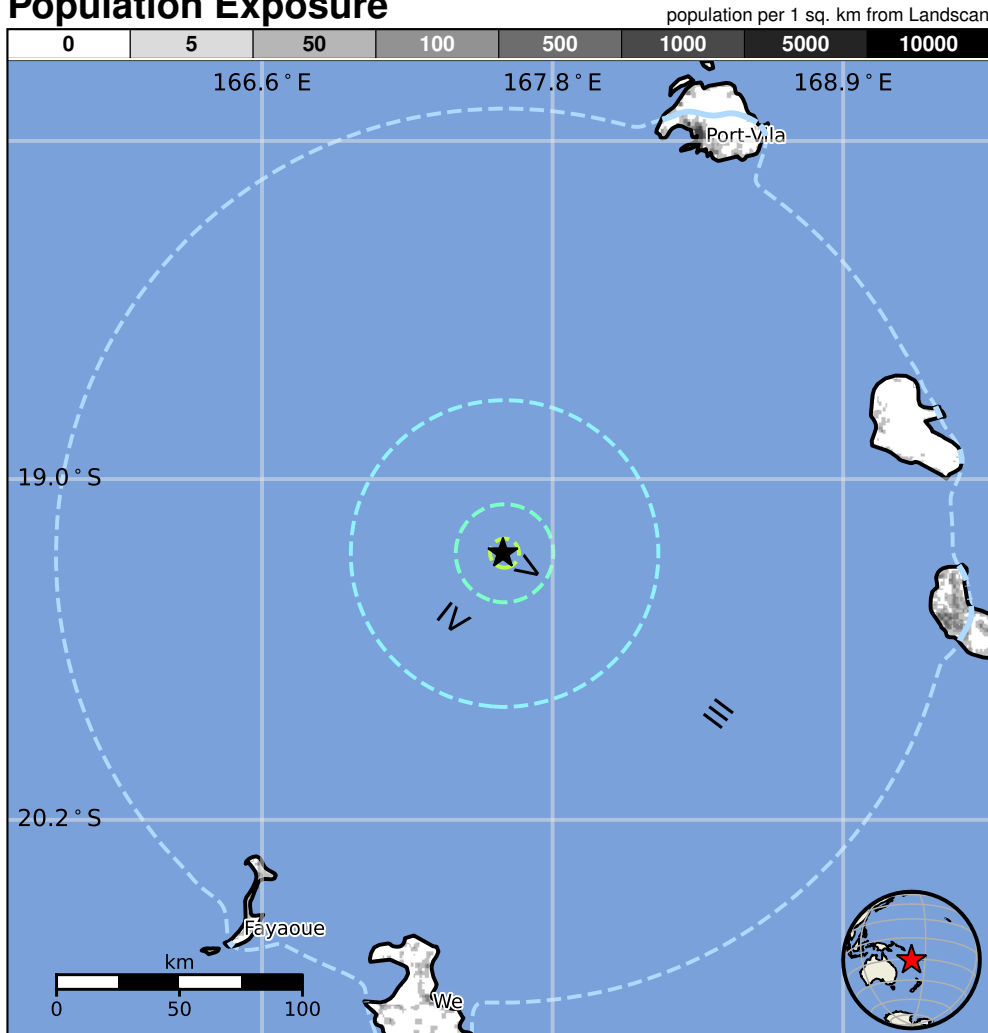 Population Exposure
population per 1 sq. km from Landscan
0 5 50 100 500 1000 5000 10000
166.6°E 167.8°E 168.9°E
Port-Vila
19.0°S
V
IV
III
20.2°S
Fayaoue
We
km
0 50 100